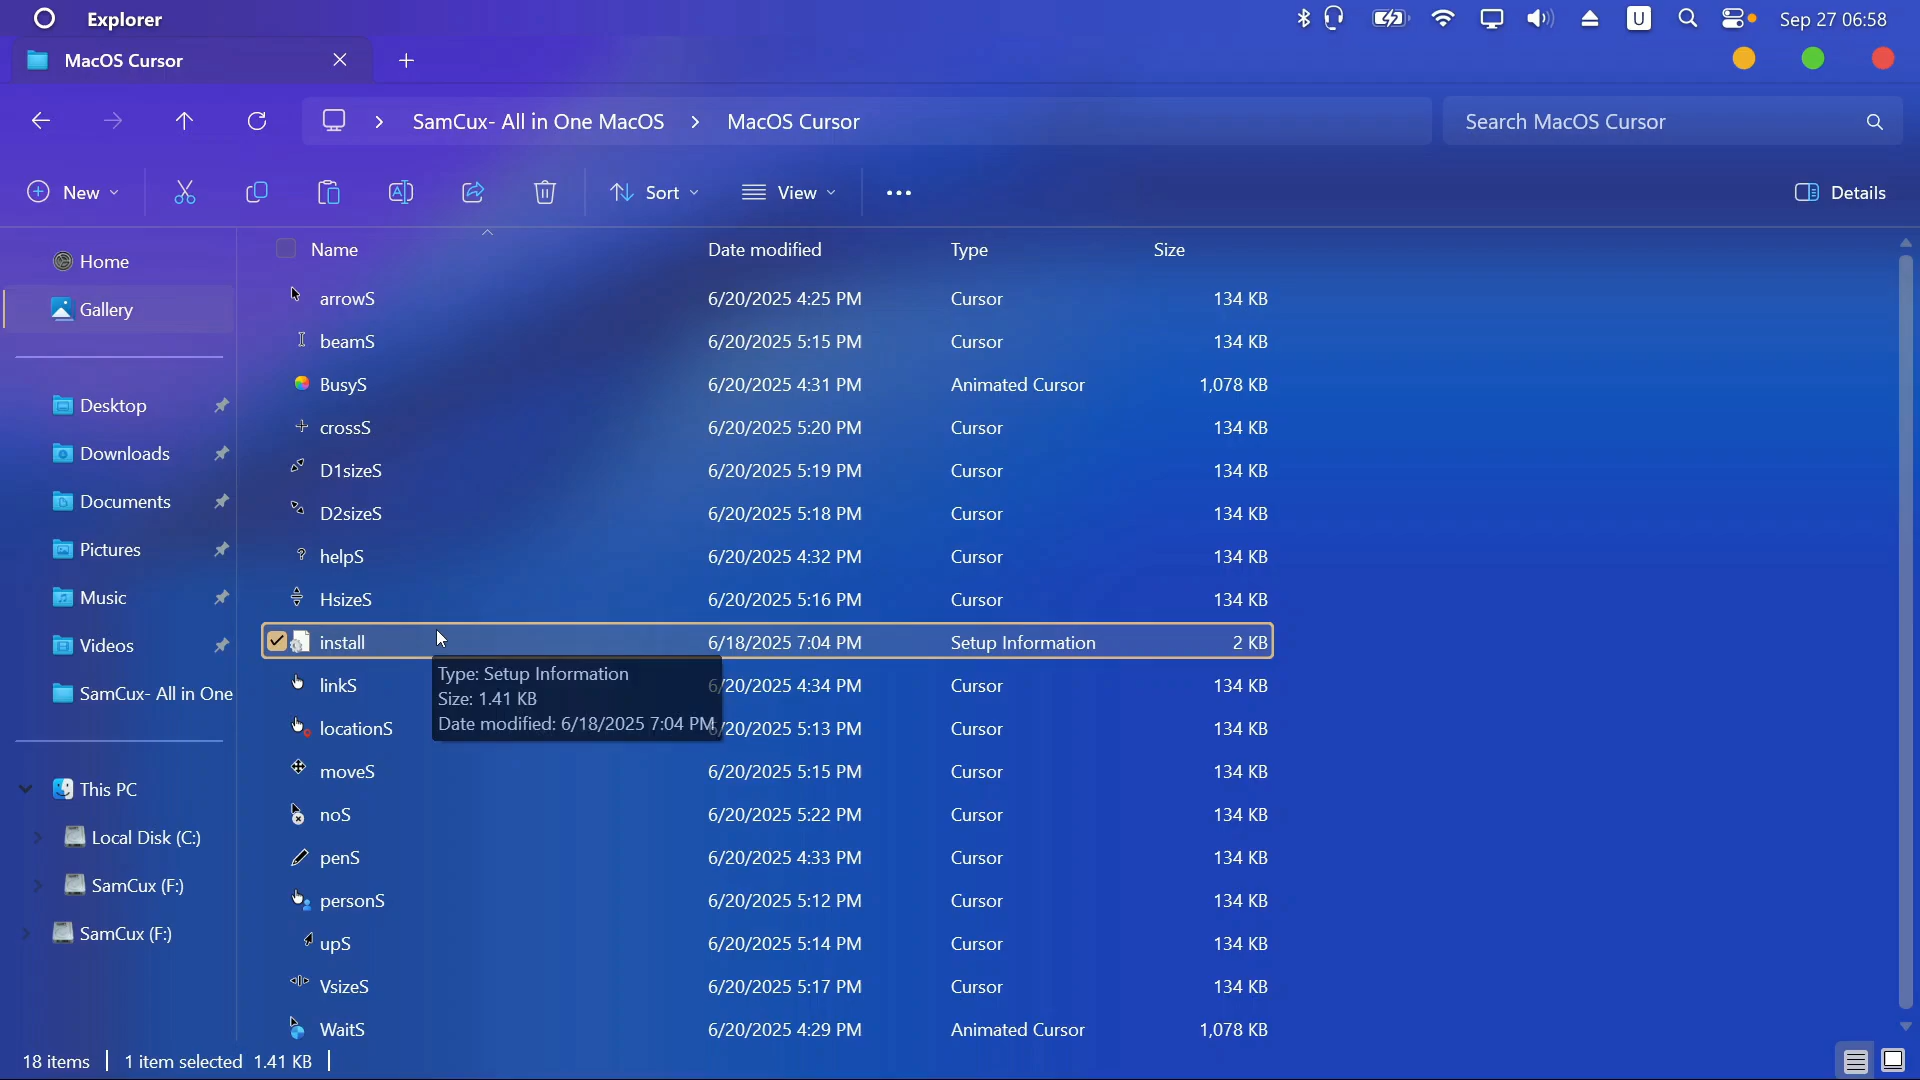 Explorer
U
Sep 27 06:58
MacOS Cursor
SamCux- All in One MacOS > MacOS Cursor
Search MacOS Cursor
New
Sort
View
Details
Home
Gallery
Desktop
Downloads
Documents
Pictures
Music
Videos
SamCux- All in One
This PC
Local Disk (C:)
SamCux (F:)
SamCux (F:)
Name Date modified Type Size
arrowS 6/20/2025 4:25 PM Cursor 134 KB
beamS 6/20/2025 5:15 PM Cursor 134 KB
BusyS 6/20/2025 4:31 PM Animated Cursor 1,078 KB
crossS 6/20/2025 5:20 PM Cursor 134 KB
D1sizeS 6/20/2025 5:19 PM Cursor 134 KB
D2sizeS 6/20/2025 5:18 PM Cursor 134 KB
helpS 6/20/2025 4:32 PM Cursor 134 KB
HsizeS 6/20/2025 5:16 PM Cursor 134 KB
install 6/18/2025 7:04 PM Setup Information 2 KB
linkS 6/20/2025 4:34 PM Cursor 134 KB
locationS 6/20/2025 5:13 PM Cursor 134 KB
moveS 6/20/2025 5:15 PM Cursor 134 KB
noS 6/20/2025 5:22 PM Cursor 134 KB
penS 6/20/2025 4:33 PM Cursor 134 KB
personS 6/20/2025 5:12 PM Cursor 134 KB
upS 6/20/2025 5:14 PM Cursor 134 KB
VsizeS 6/20/2025 5:17 PM Cursor 134 KB
WaitS 6/20/2025 4:29 PM Animated Cursor 1,078 KB
Type: Setup Information
Size: 1.41 KB
Date modified: 6/18/2025 7:04 PM
18 items
1 item selected 1.41 KB